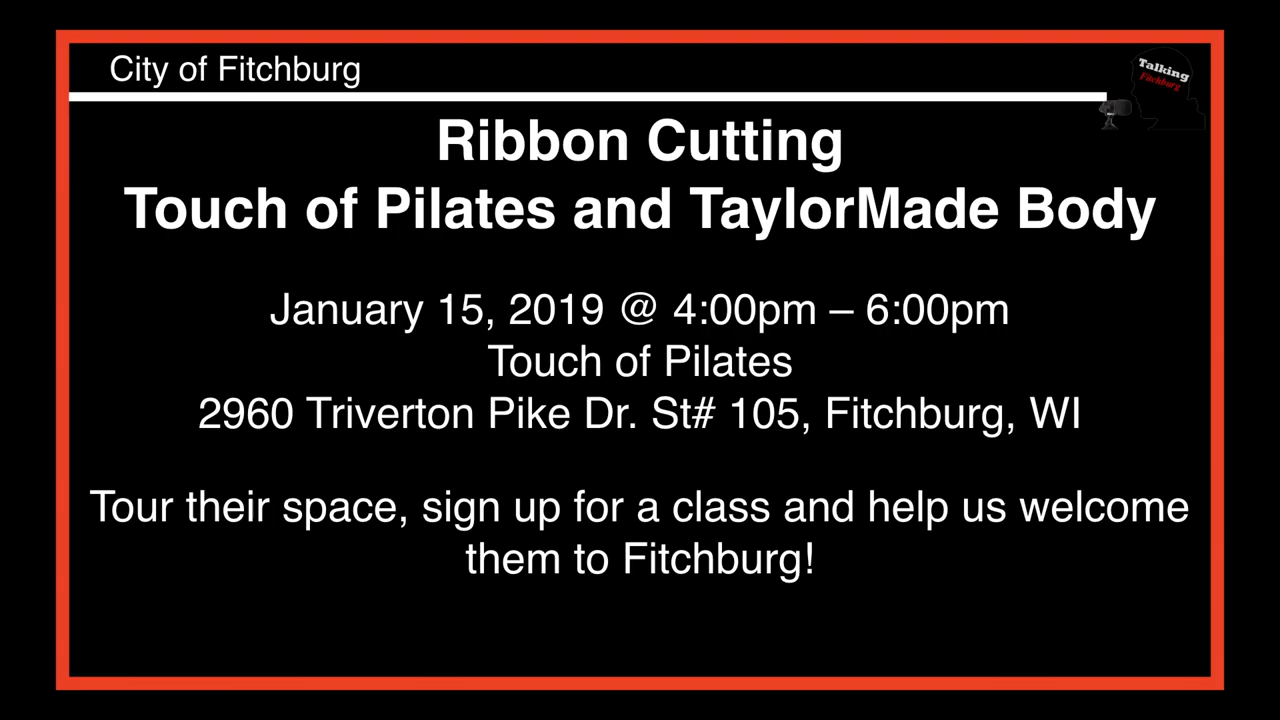 City of Fitchburg
Talking
Fitchburg
Ribbon Cutting
Touch of Pilates and TaylorMade Body
January 15, 2019 @ 4:00pm – 6:00pm
Touch of Pilates
2960 Triverton Pike Dr. St# 105, Fitchburg, WI
Tour their space, sign up for a class and help us welcome
them to Fitchburg!